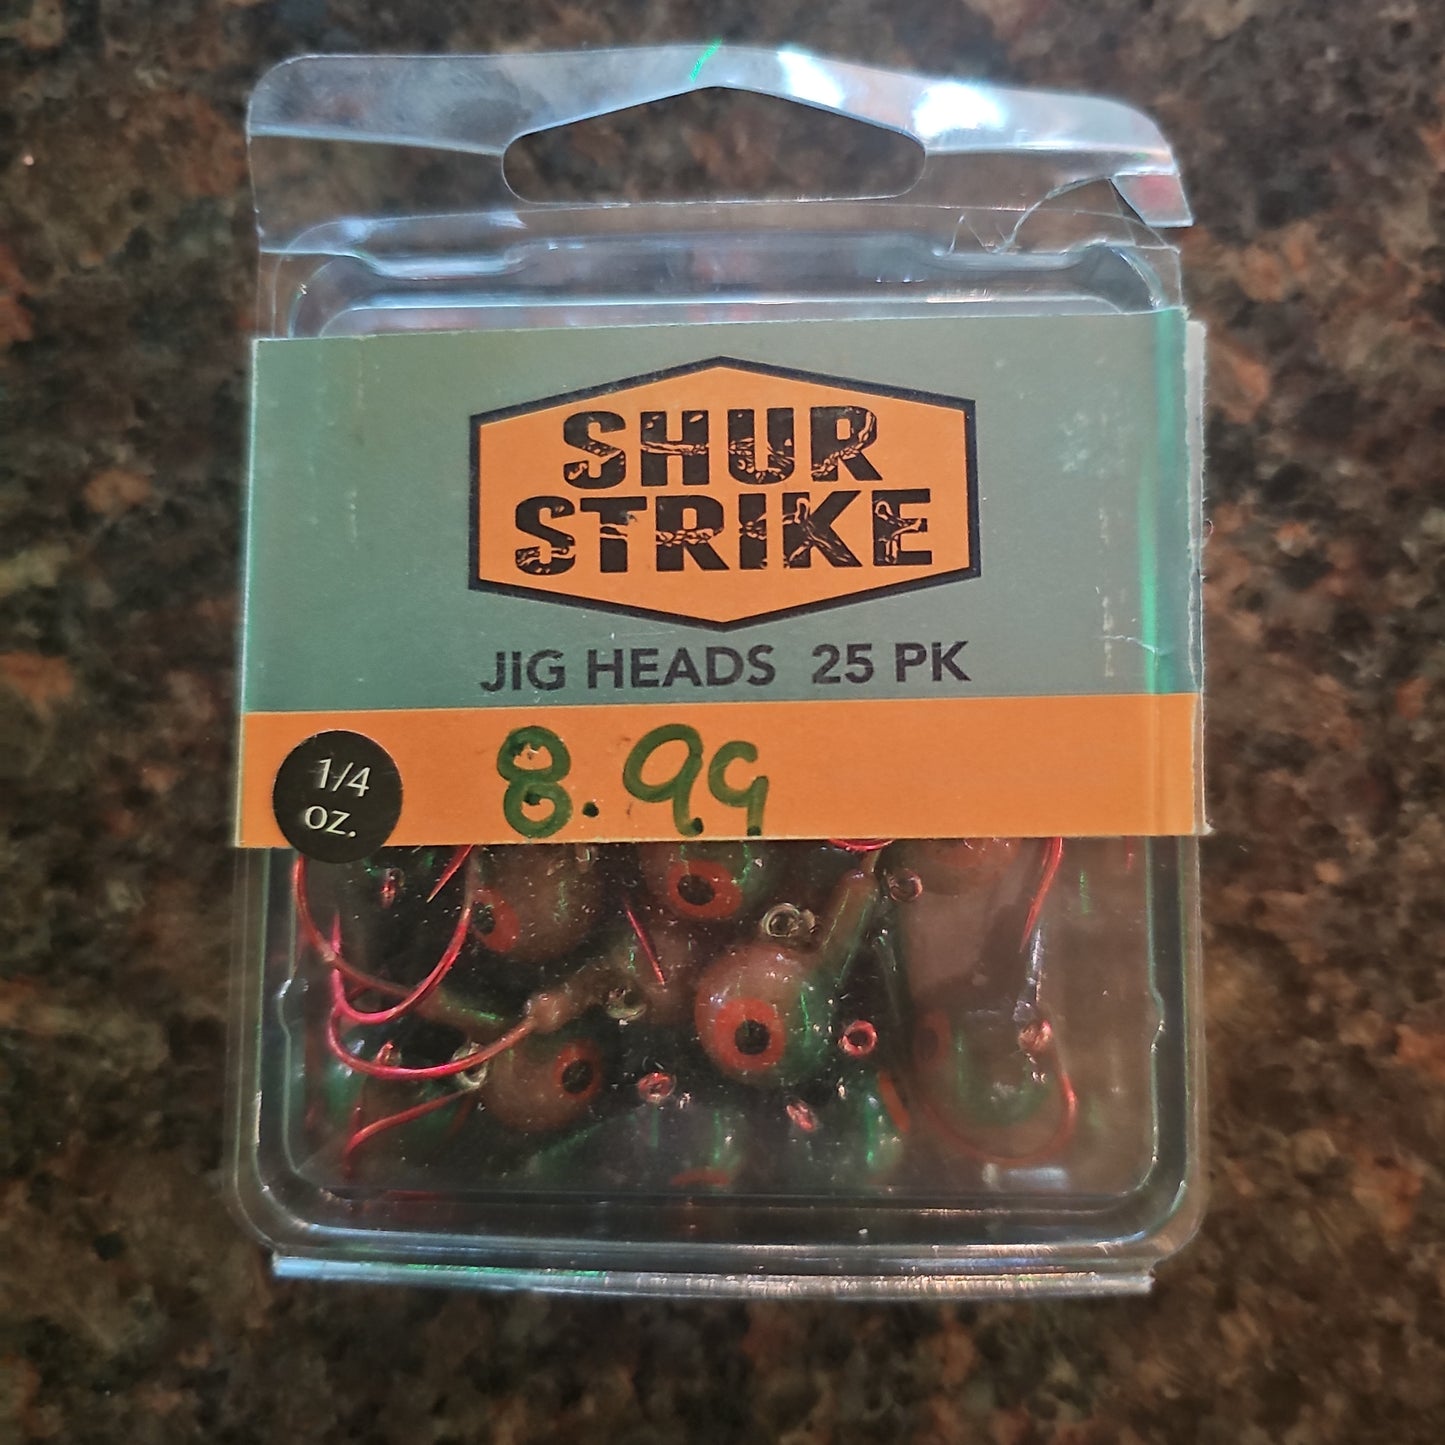 SHUR
STRIKE
JIG HEADS 25 PK
1/4
oz.
8.99